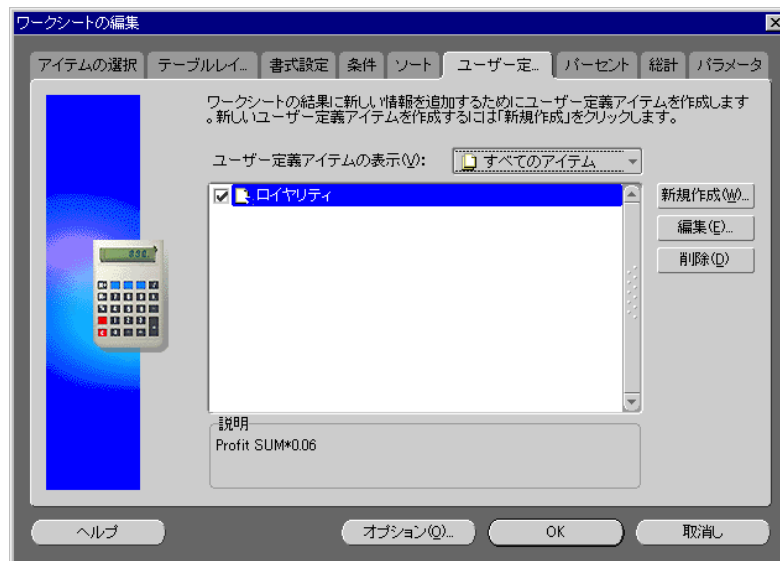 ワークシートの編集
アイテムの選択 テーブルレイ... 書式設定 条件 ソート ユーザー定... パーセント 総計 パラメータ
ワークシートの結果に新しい情報を追加するためにユーザー定義アイテムを作成します
。新しいユーザー定義アイテムを作成するには「新規作成」をクリックします。
ユーザー定義アイテムの表示(V): すべてのアイテム
ロイヤリティ
新規作成(W)...
編集(E)...
削除(D)
説明
Profit SUM*0.06
ヘルプ オプション(O)... OK 取消し